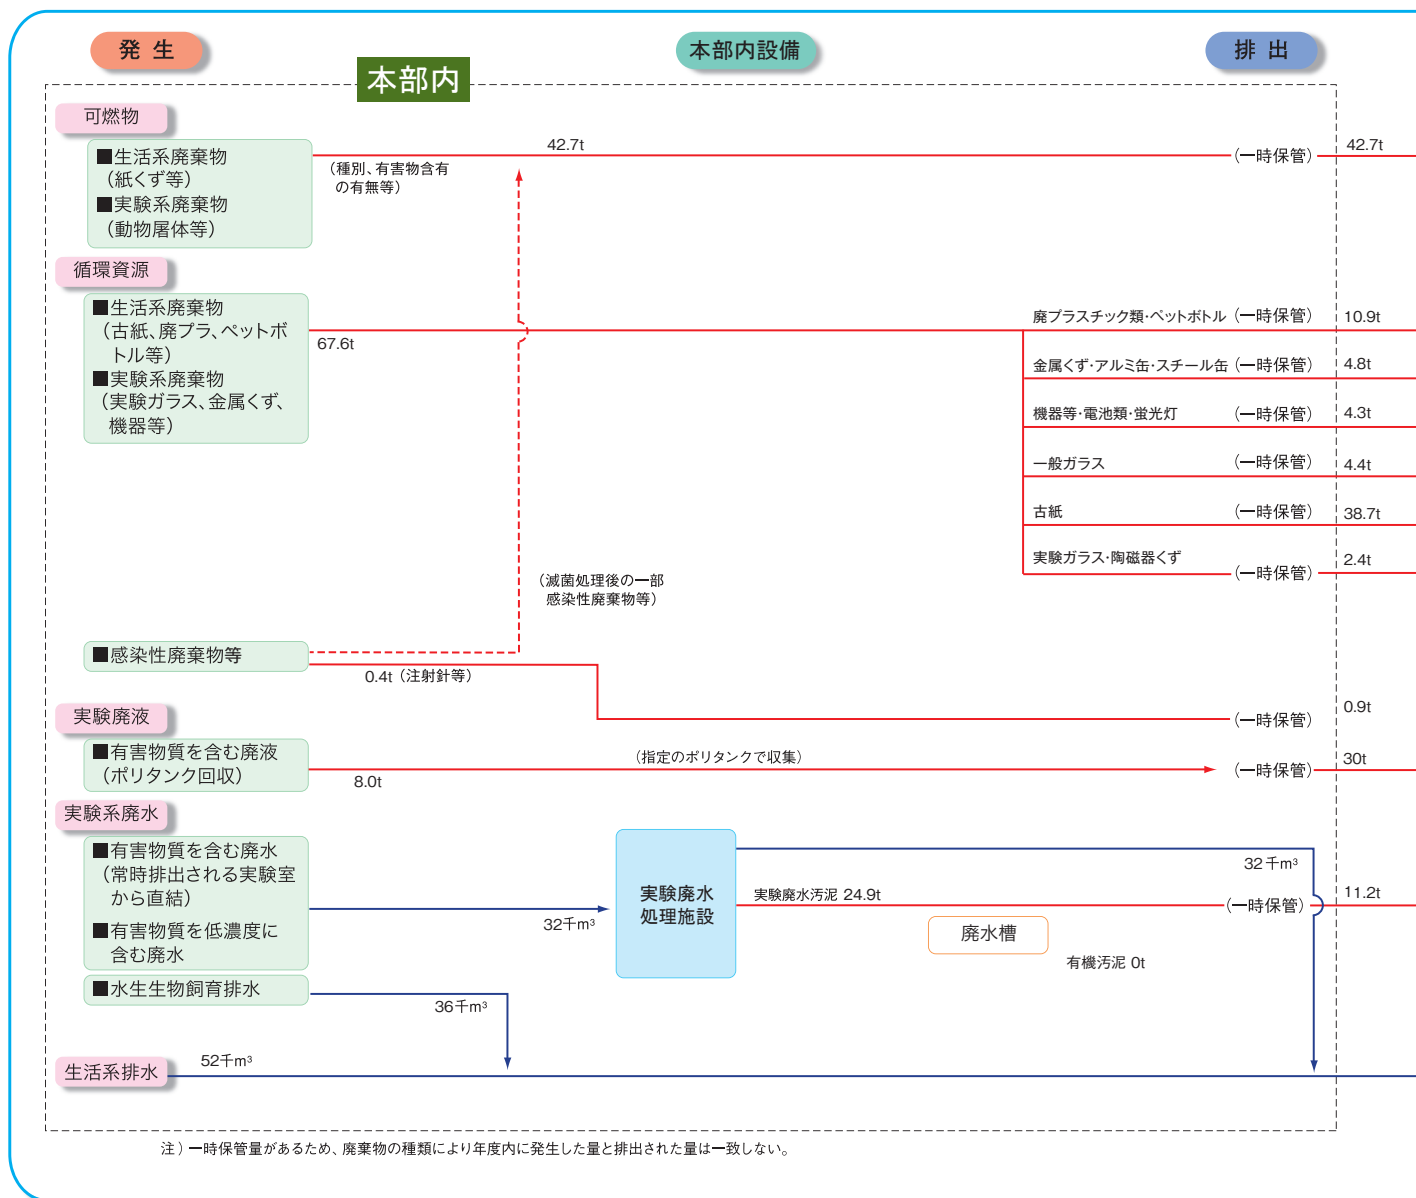 発 生
本部内設備
排 出
本部内
可燃物
■生活系廃棄物
（紙くず等）
■実験系廃棄物
（動物屠体等）
42.7t
（種別、有害物含有
の有無等）
（一時保管）
42.7t
循環資源
■生活系廃棄物
（古紙、廃プラ、ペットボ
トル等）
■実験系廃棄物
（実験ガラス、金属くず、
機器等）
67.6t
廃プラスチック類・ペットボトル （一時保管） 10.9t
金属くず・アルミ缶・スチール缶 （一時保管） 4.8t
機器等・電池類・蛍光灯 （一時保管） 4.3t
一般ガラス （一時保管） 4.4t
古紙 （一時保管） 38.7t
実験ガラス・陶磁器くず （一時保管） 2.4t
（滅菌処理後の一部
感染性廃棄物等）
■感染性廃棄物等
0.4t（注射針等）
（一時保管） 0.9t
実験廃液
■有害物質を含む廃液
（ポリタンク回収）
8.0t
（指定のポリタンクで収集）
（一時保管） 30t
実験系廃水
■有害物質を含む廃水
（常時排出される実験室
から直結）
■有害物質を低濃度に
含む廃水
32千m³
実験廃水
処理施設
32千m³
実験廃水汚泥 24.9t
（一時保管） 11.2t
廃水槽
有機汚泥 0t
■水生生物飼育排水
36千m³
生活系排水
52千m³
注）一時保管量があるため、廃棄物の種類により年度内に発生した量と排出された量は一致しない。